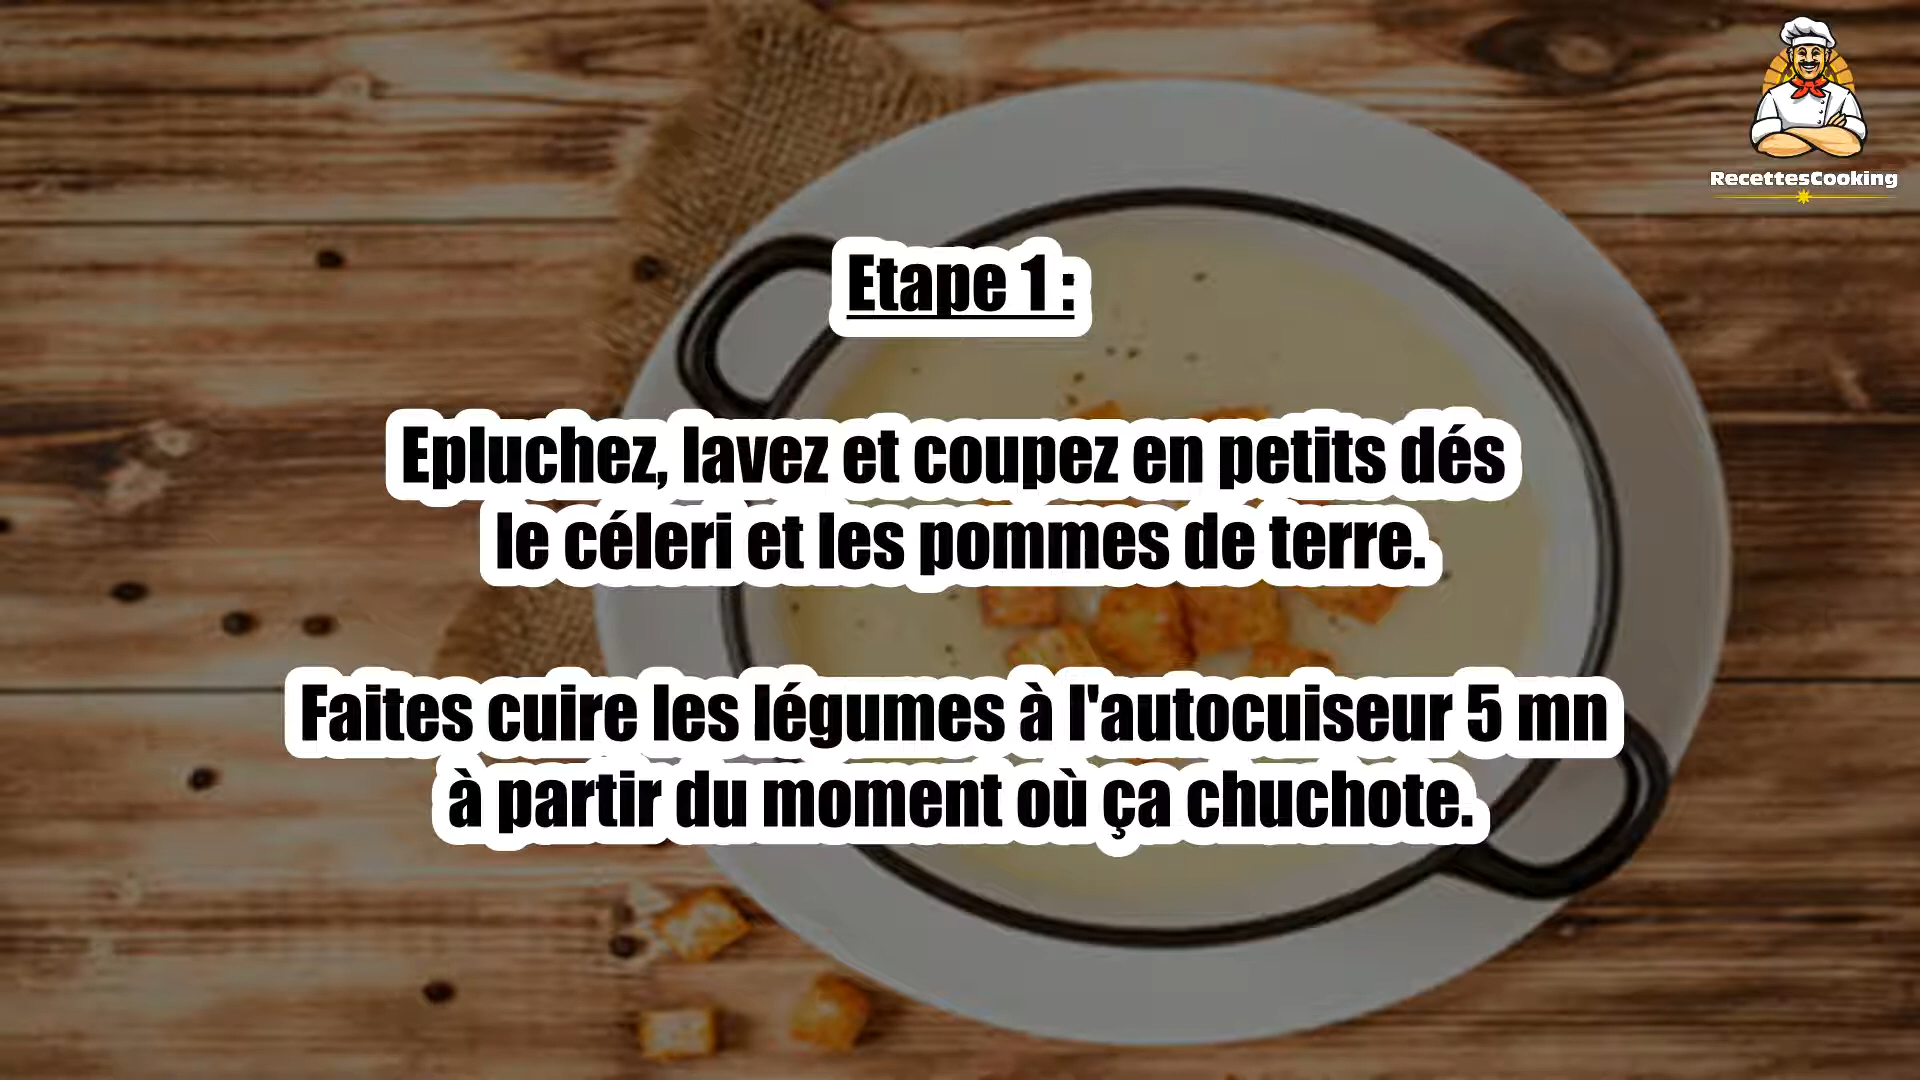 RecettesCooking
Etape 1 :
Epluchez, lavez et coupez en petits dés
le céleri et les pommes de terre.
Faites cuire les légumes à l'autocuiseur 5 mn
à partir du moment où ça chuchote.